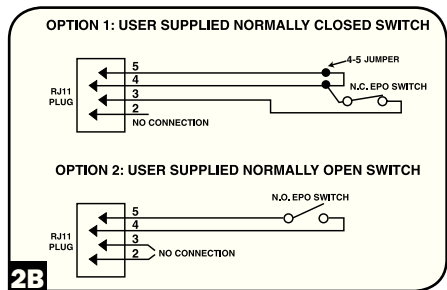 OPTION 1: USER SUPPLIED NORMALLY CLOSED SWITCH
4-5 JUMPER
5
4
N.C. EPO SWITCH
RJ11
PLUG
3
2
NO CONNECTION
OPTION 2: USER SUPPLIED NORMALLY OPEN SWITCH
N.O. EPO SWITCH
5
4
RJ11
PLUG
3
NO CONNECTION
2
2B